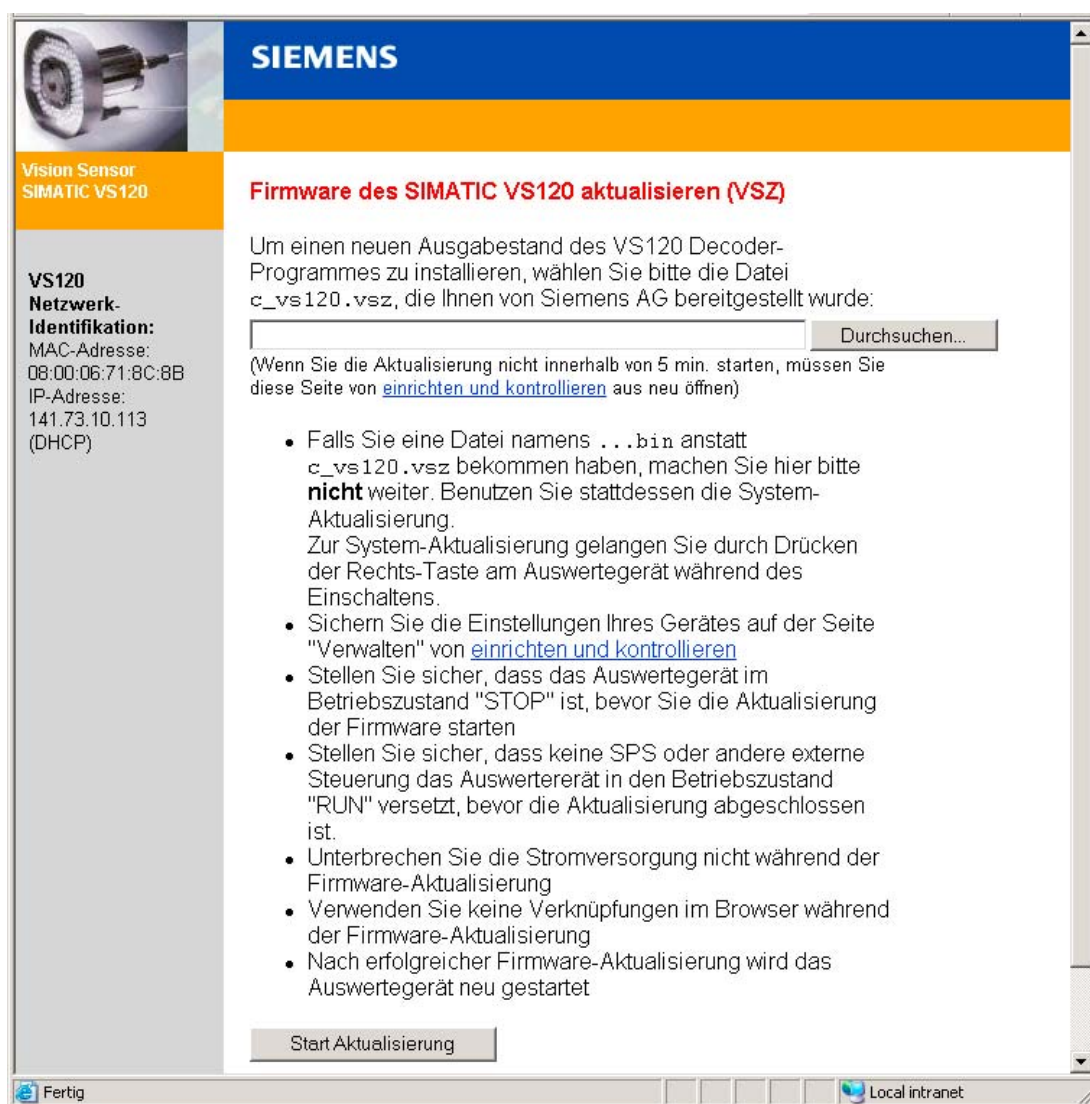 SIEMENS
Vision Sensor
SIMATIC VS120
VS120
Netzwerk-
Identifikation:
MAC-Adresse:
08:00:06:71:8C:8B
IP-Adresse:
141.73.10.113
(DHCP)
Firmware des SIMATIC VS120 aktualisieren (VSZ)
Um einen neuen Ausgabestand des VS120 Decoder-
Programmes zu installieren, wählen Sie bitte die Datei
c_vs120.vsz, die Ihnen von Siemens AG bereitgestellt wurde:
Durchsuchen...
(Wenn Sie die Aktualisierung nicht innerhalb von 5 min. starten, müssen Sie
diese Seite von einrichten und kontrollieren aus neu öffnen)
• Falls Sie eine Datei namens ...bin anstatt
c_vs120.vsz bekommen haben, machen Sie hier bitte
nicht weiter. Benutzen Sie stattdessen die System-
Aktualisierung.
Zur System-Aktualisierung gelangen Sie durch Drücken
der Rechts-Taste am Auswertegerät während des
Einschaltens.
• Sichern Sie die Einstellungen Ihres Gerätes auf der Seite
"Verwalten" von einrichten und kontrollieren
• Stellen Sie sicher, dass das Auswertegerät im
Betriebszustand "STOP" ist, bevor Sie die Aktualisierung
der Firmware starten
• Stellen Sie sicher, dass keine SPS oder andere externe
Steuerung das Auswertererät in den Betriebszustand
"RUN" versetzt, bevor die Aktualisierung abgeschlossen
ist.
• Unterbrechen Sie die Stromversorgung nicht während der
Firmware-Aktualisierung
• Verwenden Sie keine Verknüpfungen im Browser während
der Firmware-Aktualisierung
• Nach erfolgreicher Firmware-Aktualisierung wird das
Auswertegerät neu gestartet
Start Aktualisierung
Fertig
Local intranet